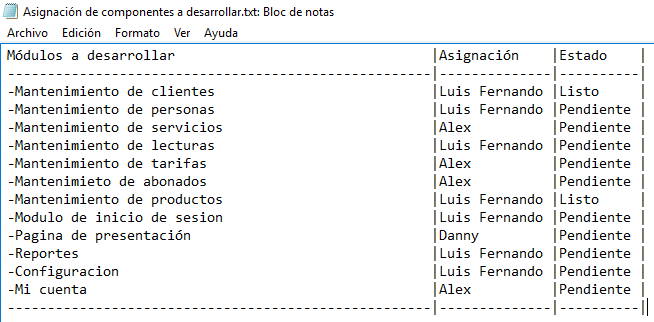 Asignación de componentes a desarrollar.txt: Bloc de notas
Archivo Edición Formato Ver Ayuda
Módulos a desarrollar |Asignación |Estado |
-----------------------------------------------------|--------------|----------|
-Mantenimiento de clientes |Luis Fernando |Listo |
-Mantenimiento de personas |Luis Fernando |Pendiente |
-Mantenimiento de servicios |Alex |Pendiente |
-Mantenimiento de lecturas |Luis Fernando |Pendiente |
-Mantenimiento de tarifas |Alex |Pendiente |
-Mantenimieto de abonados |Alex |Pendiente |
-Mantenimiento de productos |Luis Fernando |Listo |
-Modulo de inicio de sesion |Luis Fernando |Pendiente |
-Pagina de presentación |Danny |Pendiente |
-Reportes |Luis Fernando |Pendiente |
-Configuracion |Luis Fernando |Pendiente |
-Mi cuenta |Alex |Pendiente |
-----------------------------------------------------|--------------|----------|